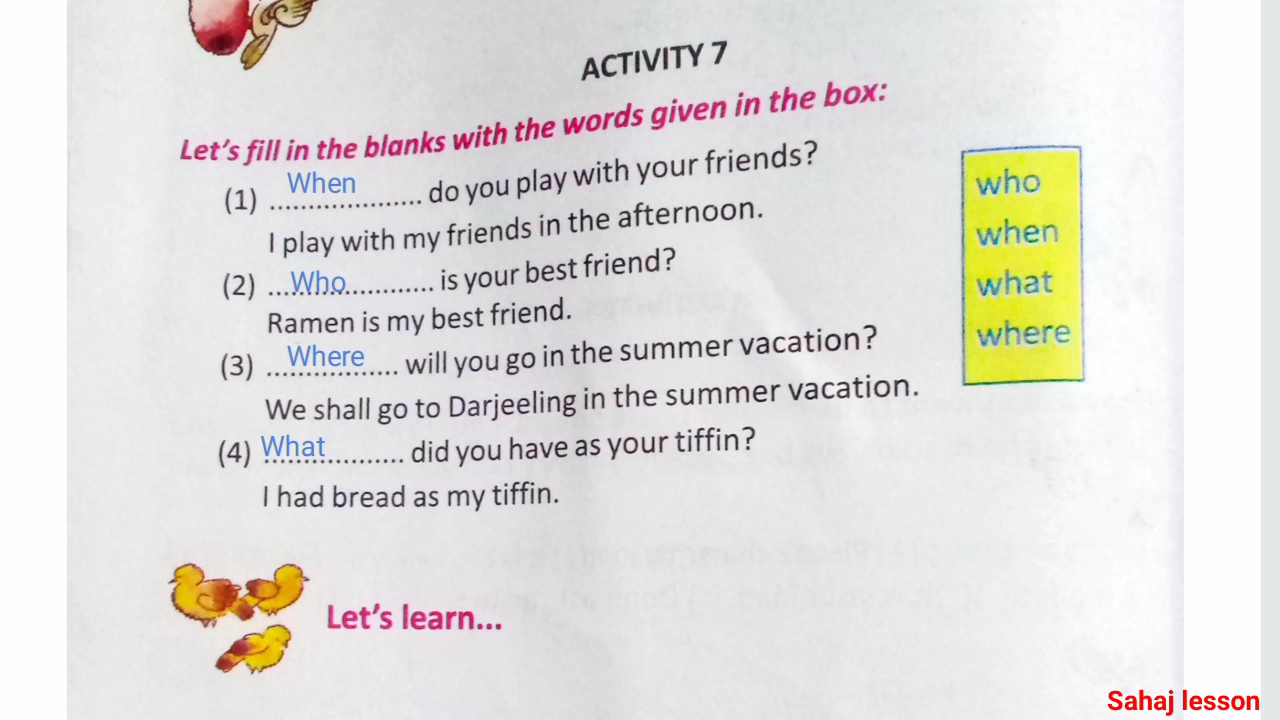 ACTIVITY 7
Let's fill in the blanks with the words given in the box:
(1) When .................... do you play with your friends?
I play with my friends in the afternoon.
(2) ...Who.............. is your best friend?
Ramen is my best friend.
(3) ...Where.............. will you go in the summer vacation?
We shall go to Darjeeling in the summer vacation.
(4) What .................. did you have as your tiffin?
I had bread as my tiffin.
who
when
what
where
Let's learn...
Sahaj lesson